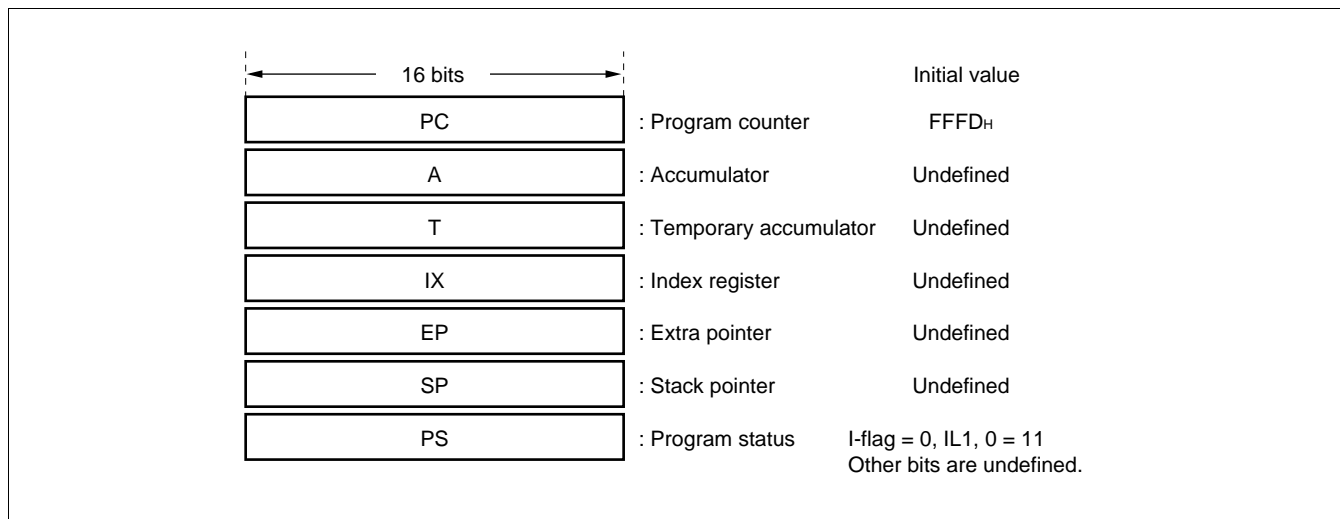 16 bits Initial value
PC : Program counter FFFDH
A : Accumulator Undefined
T : Temporary accumulator Undefined
IX : Index register Undefined
EP : Extra pointer Undefined
SP : Stack pointer Undefined
PS : Program status I-flag = 0, IL1, 0 = 11
Other bits are undefined.